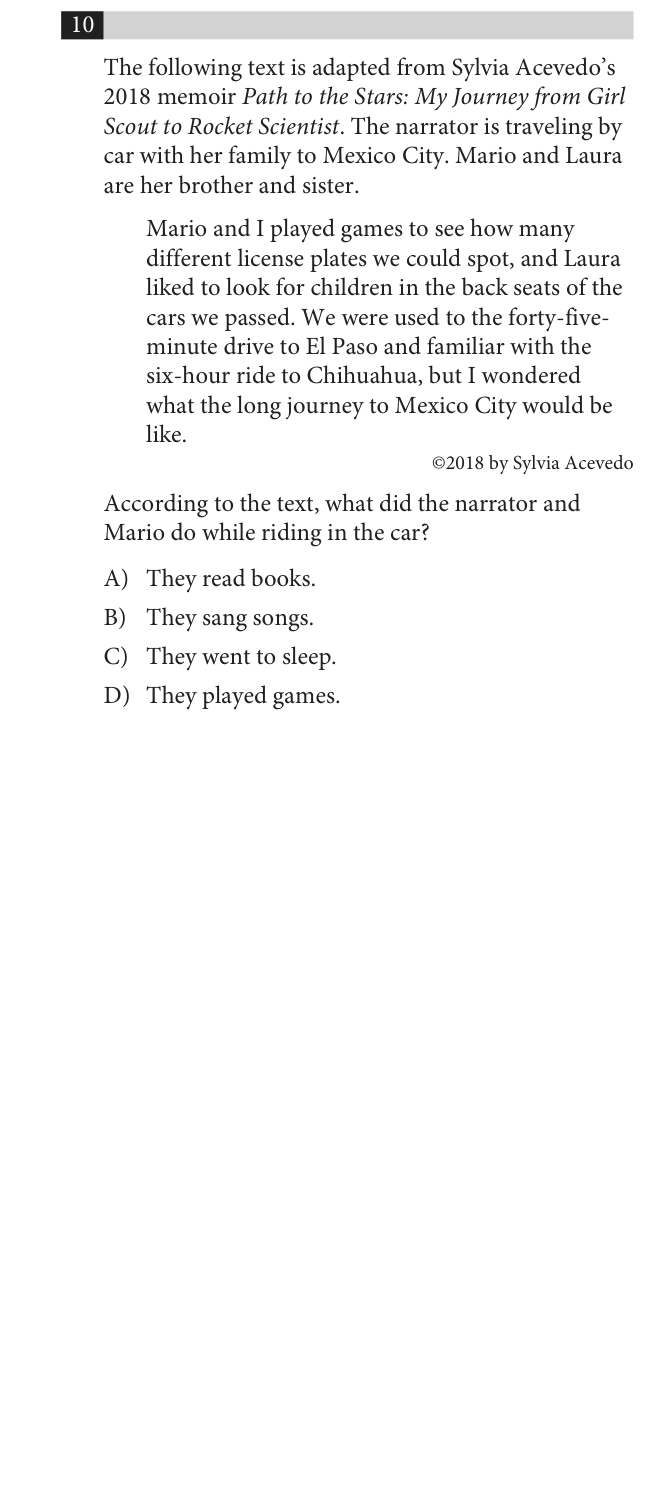 10
The following text is adapted from Sylvia Acevedo’s
2018 memoir Path to the Stars: My Journey from Girl
Scout to Rocket Scientist. The narrator is traveling by
car with her family to Mexico City. Mario and Laura
are her brother and sister.
Mario and I played games to see how many
different license plates we could spot, and Laura
liked to look for children in the back seats of the
cars we passed. We were used to the forty-five-
minute drive to El Paso and familiar with the
six-hour ride to Chihuahua, but I wondered
what the long journey to Mexico City would be
like.
©2018 by Sylvia Acevedo
According to the text, what did the narrator and
Mario do while riding in the car?
A) They read books.
B) They sang songs.
C) They went to sleep.
D) They played games.